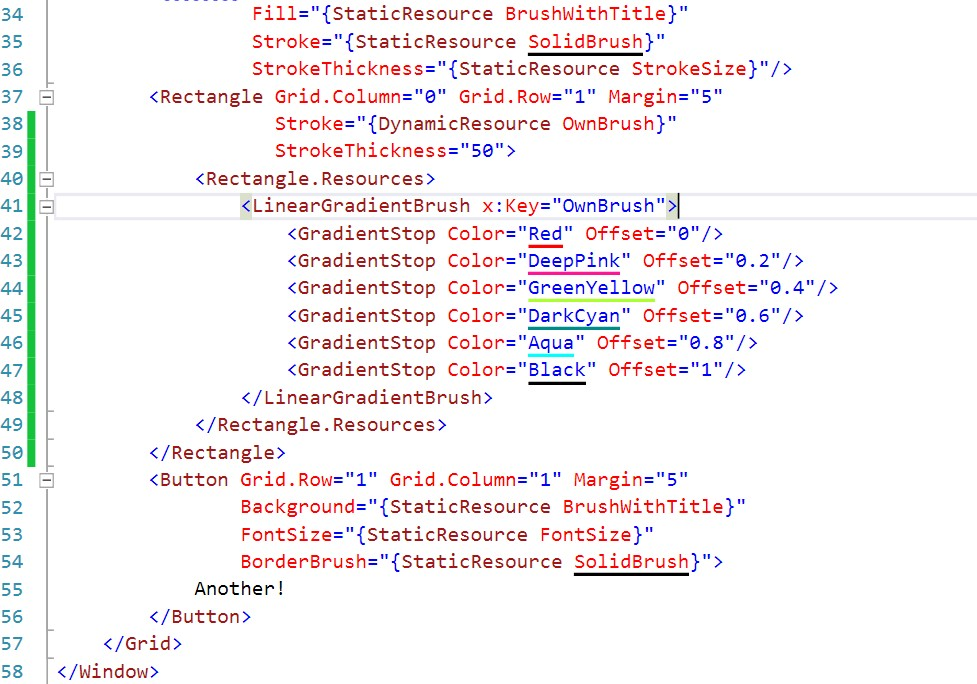 34 Fill="{StaticResource BrushWithTitle}"
35 Stroke="{StaticResource SolidBrush}"
36 StrokeThickness="{StaticResource StrokeSize}"/>
37 <Rectangle Grid.Column="0" Grid.Row="1" Margin="5"
38 Stroke="{DynamicResource OwnBrush}"
39 StrokeThickness="50">
40 <Rectangle.Resources>
41 <LinearGradientBrush x:Key="OwnBrush">
42 <GradientStop Color="Red" Offset="0"/>
43 <GradientStop Color="DeepPink" Offset="0.2"/>
44 <GradientStop Color="GreenYellow" Offset="0.4"/>
45 <GradientStop Color="DarkCyan" Offset="0.6"/>
46 <GradientStop Color="Aqua" Offset="0.8"/>
47 <GradientStop Color="Black" Offset="1"/>
48 </LinearGradientBrush>
49 </Rectangle.Resources>
50 </Rectangle>
51 <Button Grid.Row="1" Grid.Column="1" Margin="5"
52 Background="{StaticResource BrushWithTitle}"
53 FontSize="{StaticResource FontSize}"
54 BorderBrush="{StaticResource SolidBrush}">
55 Another!
56 </Button>
57 </Grid>
58 </Window>